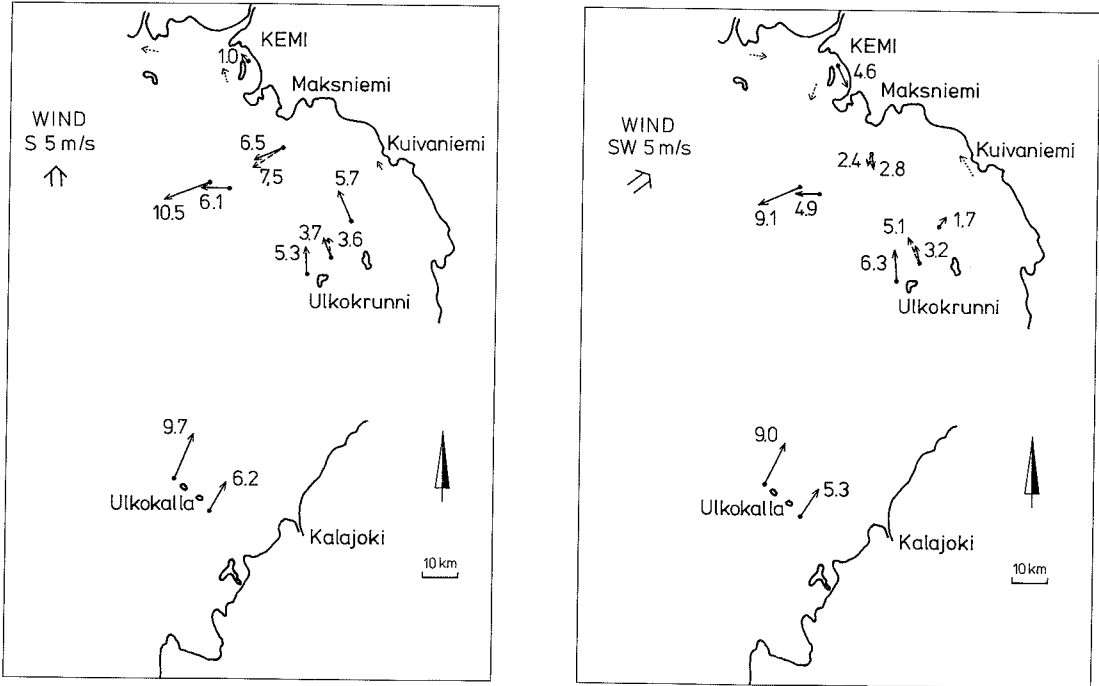 KEMI
1.0
Maksniemi
WIND
S 5 m/s
Kuivaniemi
6.5
7,5
5.7
10.5
6.1
3.7
3.6
5.3
Ulkokrunni
9.7
6.2
Ulkokalla
Kalajoki
10 km
KEMI
4.6
Maksniemi
WIND
SW 5 m/s
Kuivaniemi
2.4
2.8
9.1
4.9
1.7
5.1
3.2
6.3
Ulkokrunni
9.0
5.3
Ulkokalla
Kalajoki
10 km